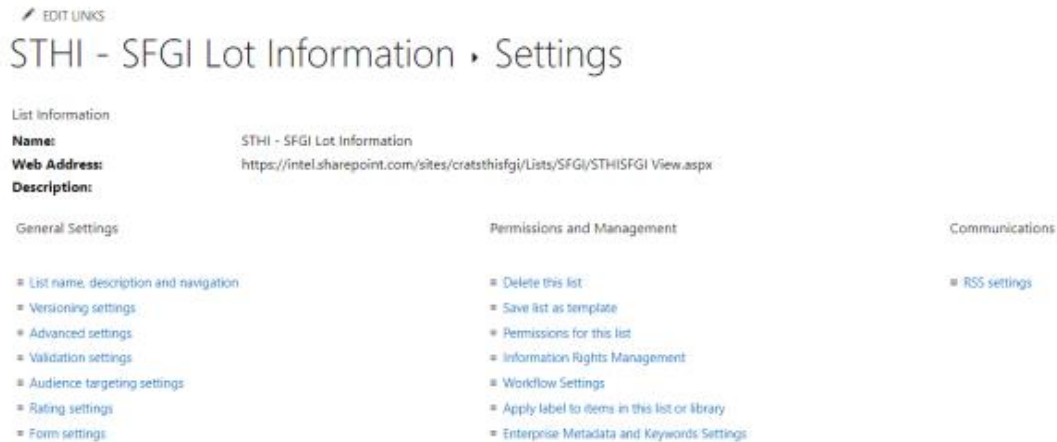 EDIT LINKS
STHI - SFGI Lot Information ▸ Settings
List Information
Name: STHI - SFGI Lot Information
Web Address: https://intel.sharepoint.com/sites/cratsthisfgi/Lists/SFGI/STHISFGI View.aspx
Description:
General Settings
List name, description and navigation
Versioning settings
Advanced settings
Validation settings
Audience targeting settings
Rating settings
Form settings
Permissions and Management
Delete this list
Save list as template
Permissions for this list
Information Rights Management
Workflow Settings
Apply label to items in this list or library
Enterprise Metadata and Keywords Settings
Communications
RSS settings